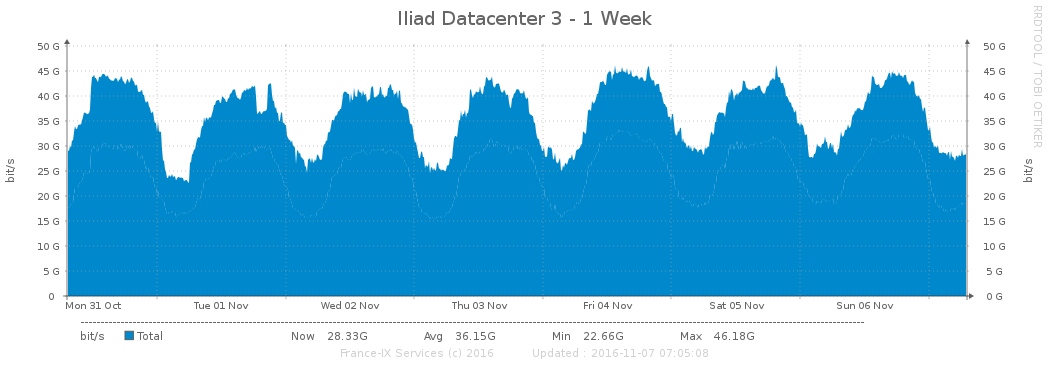 Iliad Datacenter 3 - 1 Week
RRDTOOL / TOBI OETIKER
bit/s
50 G 50 G
45 G 45 G
40 G 40 G
35 G 35 G
30 G 30 G
25 G 25 G
20 G 20 G
15 G 15 G
10 G 10 G
5 G 5 G
0 0 G
bit/s
Mon 31 Oct Tue 01 Nov Wed 02 Nov Thu 03 Nov Fri 04 Nov Sat 05 Nov Sun 06 Nov
bit/s Total Now 28.33G Avg 36.15G Min 22.66G Max 46.18G
France-IX Services (c) 2016 Updated : 2016-11-07 07:05:08